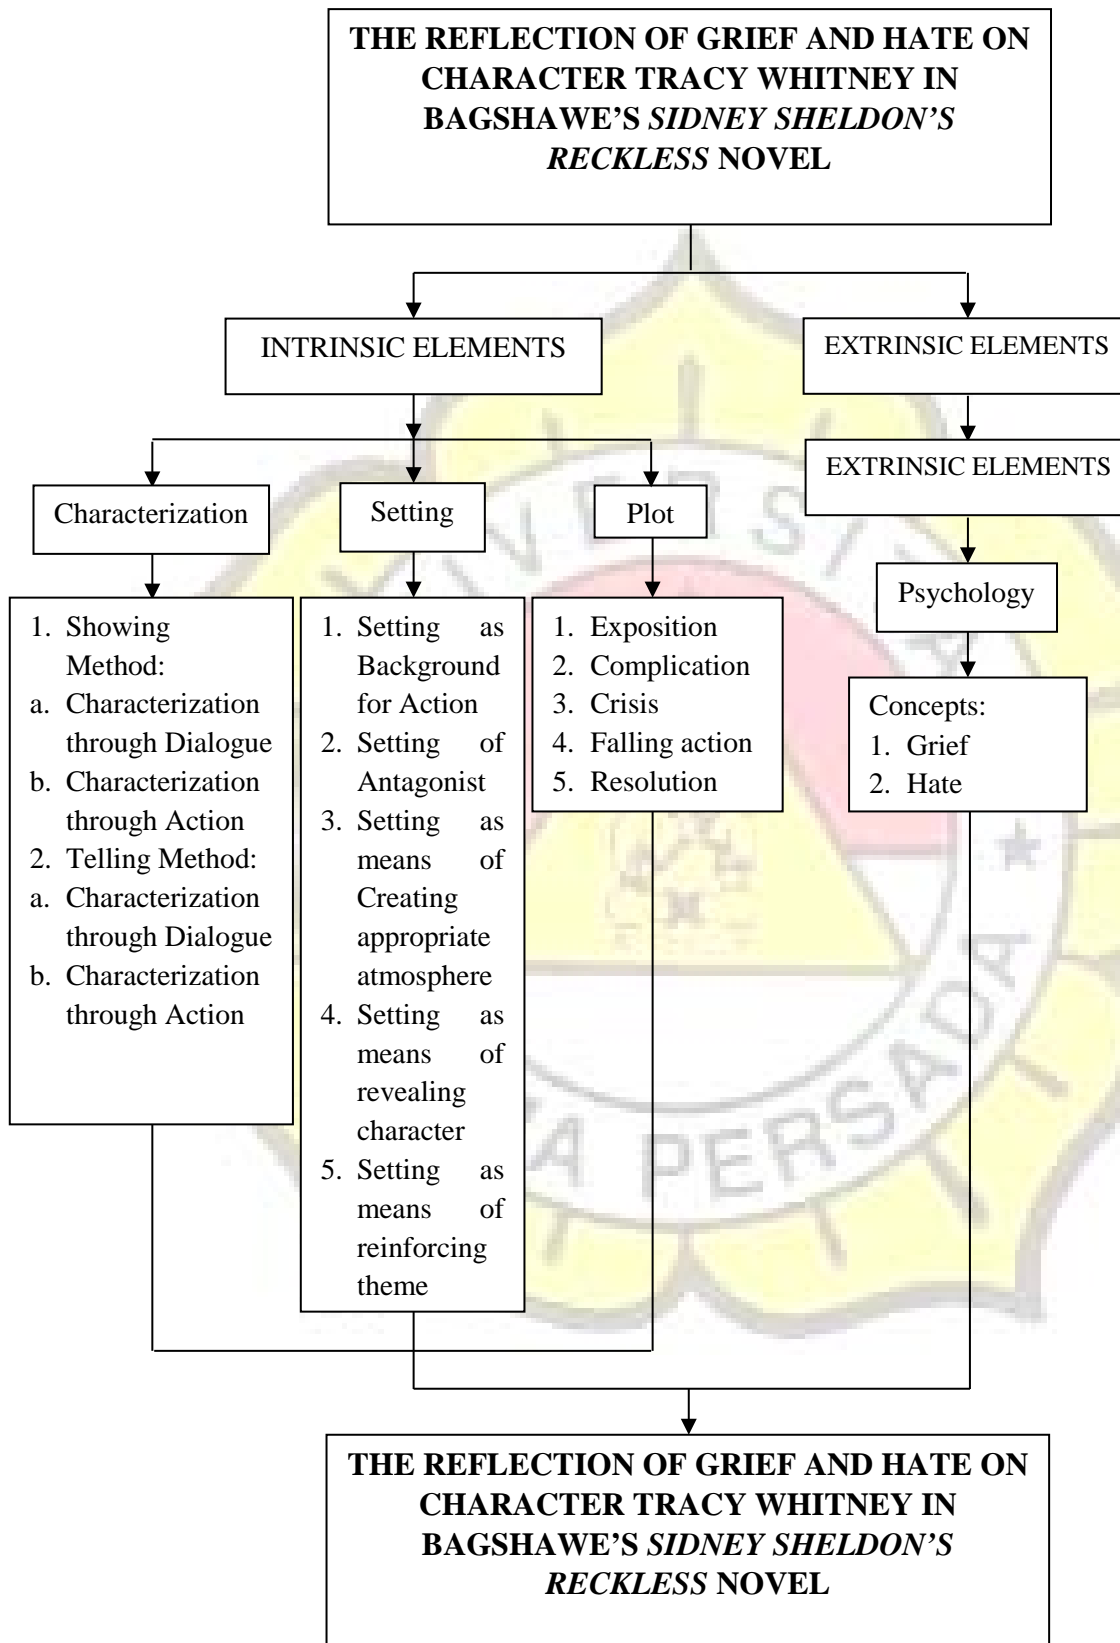 THE REFLECTION OF GRIEF AND HATE ON
CHARACTER TRACY WHITNEY IN
BAGSHAWE'S SIDNEY SHELDON'S
RECKLESS NOVEL
INTRINSIC ELEMENTS
EXTRINSIC ELEMENTS
EXTRINSIC ELEMENTS
Characterization
Setting
Plot
Psychology
1. Showing
Method:
a. Characterization
through Dialogue
b. Characterization
through Action
2. Telling Method:
a. Characterization
through Dialogue
b. Characterization
through Action
1. Setting as
Background
for Action
2. Setting of
Antagonist
3. Setting as
means of
Creating
appropriate
atmosphere
4. Setting as
means of
revealing
character
5. Setting as
means of
reinforcing
theme
1. Exposition
2. Complication
3. Crisis
4. Falling action
5. Resolution
Concepts:
1. Grief
2. Hate
THE REFLECTION OF GRIEF AND HATE ON
CHARACTER TRACY WHITNEY IN
BAGSHAWE'S SIDNEY SHELDON'S
RECKLESS NOVEL
PERSADA